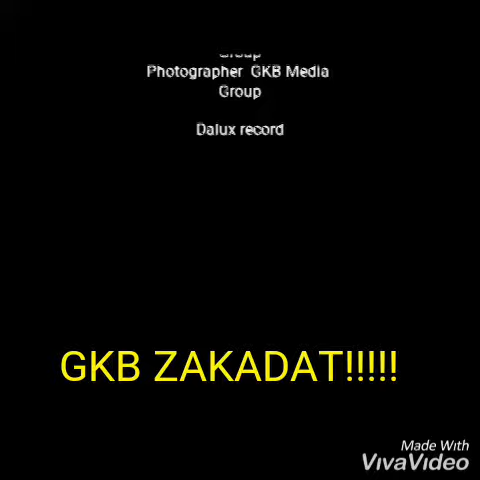 Photographer GKB Media
Group
Dalux record
GKB ZAKADAT!!!!!
Made With
VivaVideo